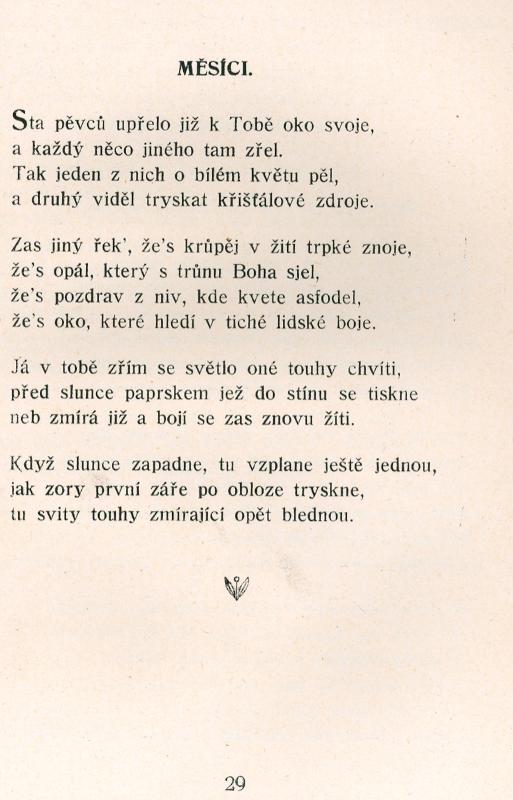 MĚSÍCI.
Sta pěvců upřelo již k Tobě oko svoje,
a každý něco jiného tam zřel.
Tak jeden z nich o bílém květu pěl,
a druhý viděl tryskat křišťálové zdroje.
Zas jiný řek', že's krůpěj v žití trpké znoje,
že's opál, který s trůnu Boha sjel,
že's pozdrav z niv, kde kvete asfodel,
že's oko, které hledí v tiché lidské boje.
Já v tobě zřím se světlo oné touhy chvíti,
před slunce paprskem jež do stínu se tiskne
neb zmírá již a bojí se zas znovu žíti.
Když slunce zapadne, tu vzplane ještě jednou,
jak zory první záře po obloze tryskne,
tu svity touhy zmírající opět blednou.
29